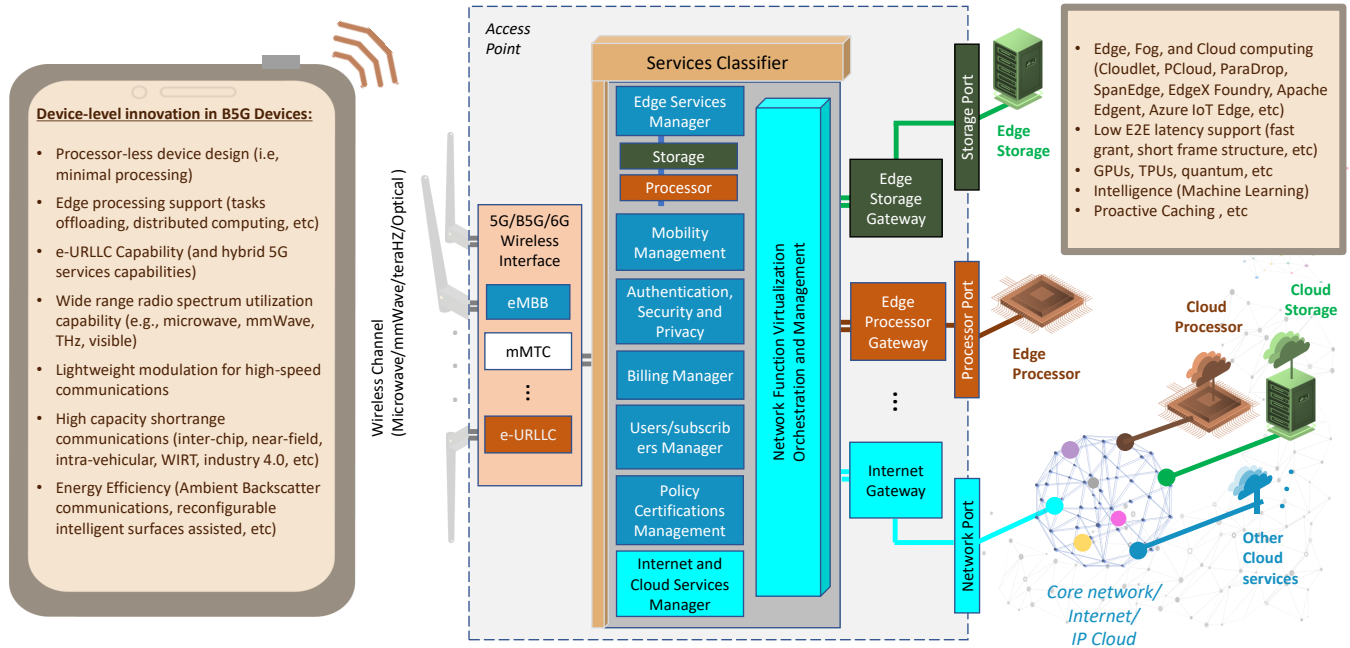 Device-level innovation in B5G Devices:
• Processor-less device design (i.e,
minimal processing)
• Edge processing support (tasks
offloading, distributed computing, etc)
• e-URLLC Capability (and hybrid 5G
services capabilities)
• Wide range radio spectrum utilization
capability (e.g., microwave, mmWave,
THz, visible)
• Lightweight modulation for high-speed
communications
• High capacity shortrange
communications (inter-chip, near-field,
intra-vehicular, WIRT, industry 4.0, etc)
• Energy Efficiency (Ambient Backscatter
communications, reconfigurable
intelligent surfaces assisted, etc)
Wireless Channel
(Microwave/mmWave/teraHZ/Optical )
Access
Point
5G/B5G/6G
Wireless
Interface
eMBB
mMTC
e-URLLC
Services Classifier
Edge Services
Manager
Storage
Processor
Mobility
Management
Authentication,
Security and
Privacy
Billing Manager
Users/subscrib
ers Manager
Policy
Certifications
Management
Internet and
Cloud Services
Manager
Network Function Virtualization
Orchestration and Management
Edge
Storage
Gateway
Edge
Processor
Gateway
Internet
Gateway
Storage Port
Processor Port
Network Port
Edge
Storage
Edge
Processor
• Edge, Fog, and Cloud computing
(Cloudlet, PCloud, ParaDrop,
SpanEdge, EdgeX Foundry, Apache
Edgent, Azure IoT Edge, etc)
• Low E2E latency support (fast
grant, short frame structure, etc)
• GPUs, TPUs, quantum, etc
• Intelligence (Machine Learning)
• Proactive Caching , etc
Cloud
Processor
Cloud
Storage
Other
Cloud
services
Core network/
Internet/
IP Cloud